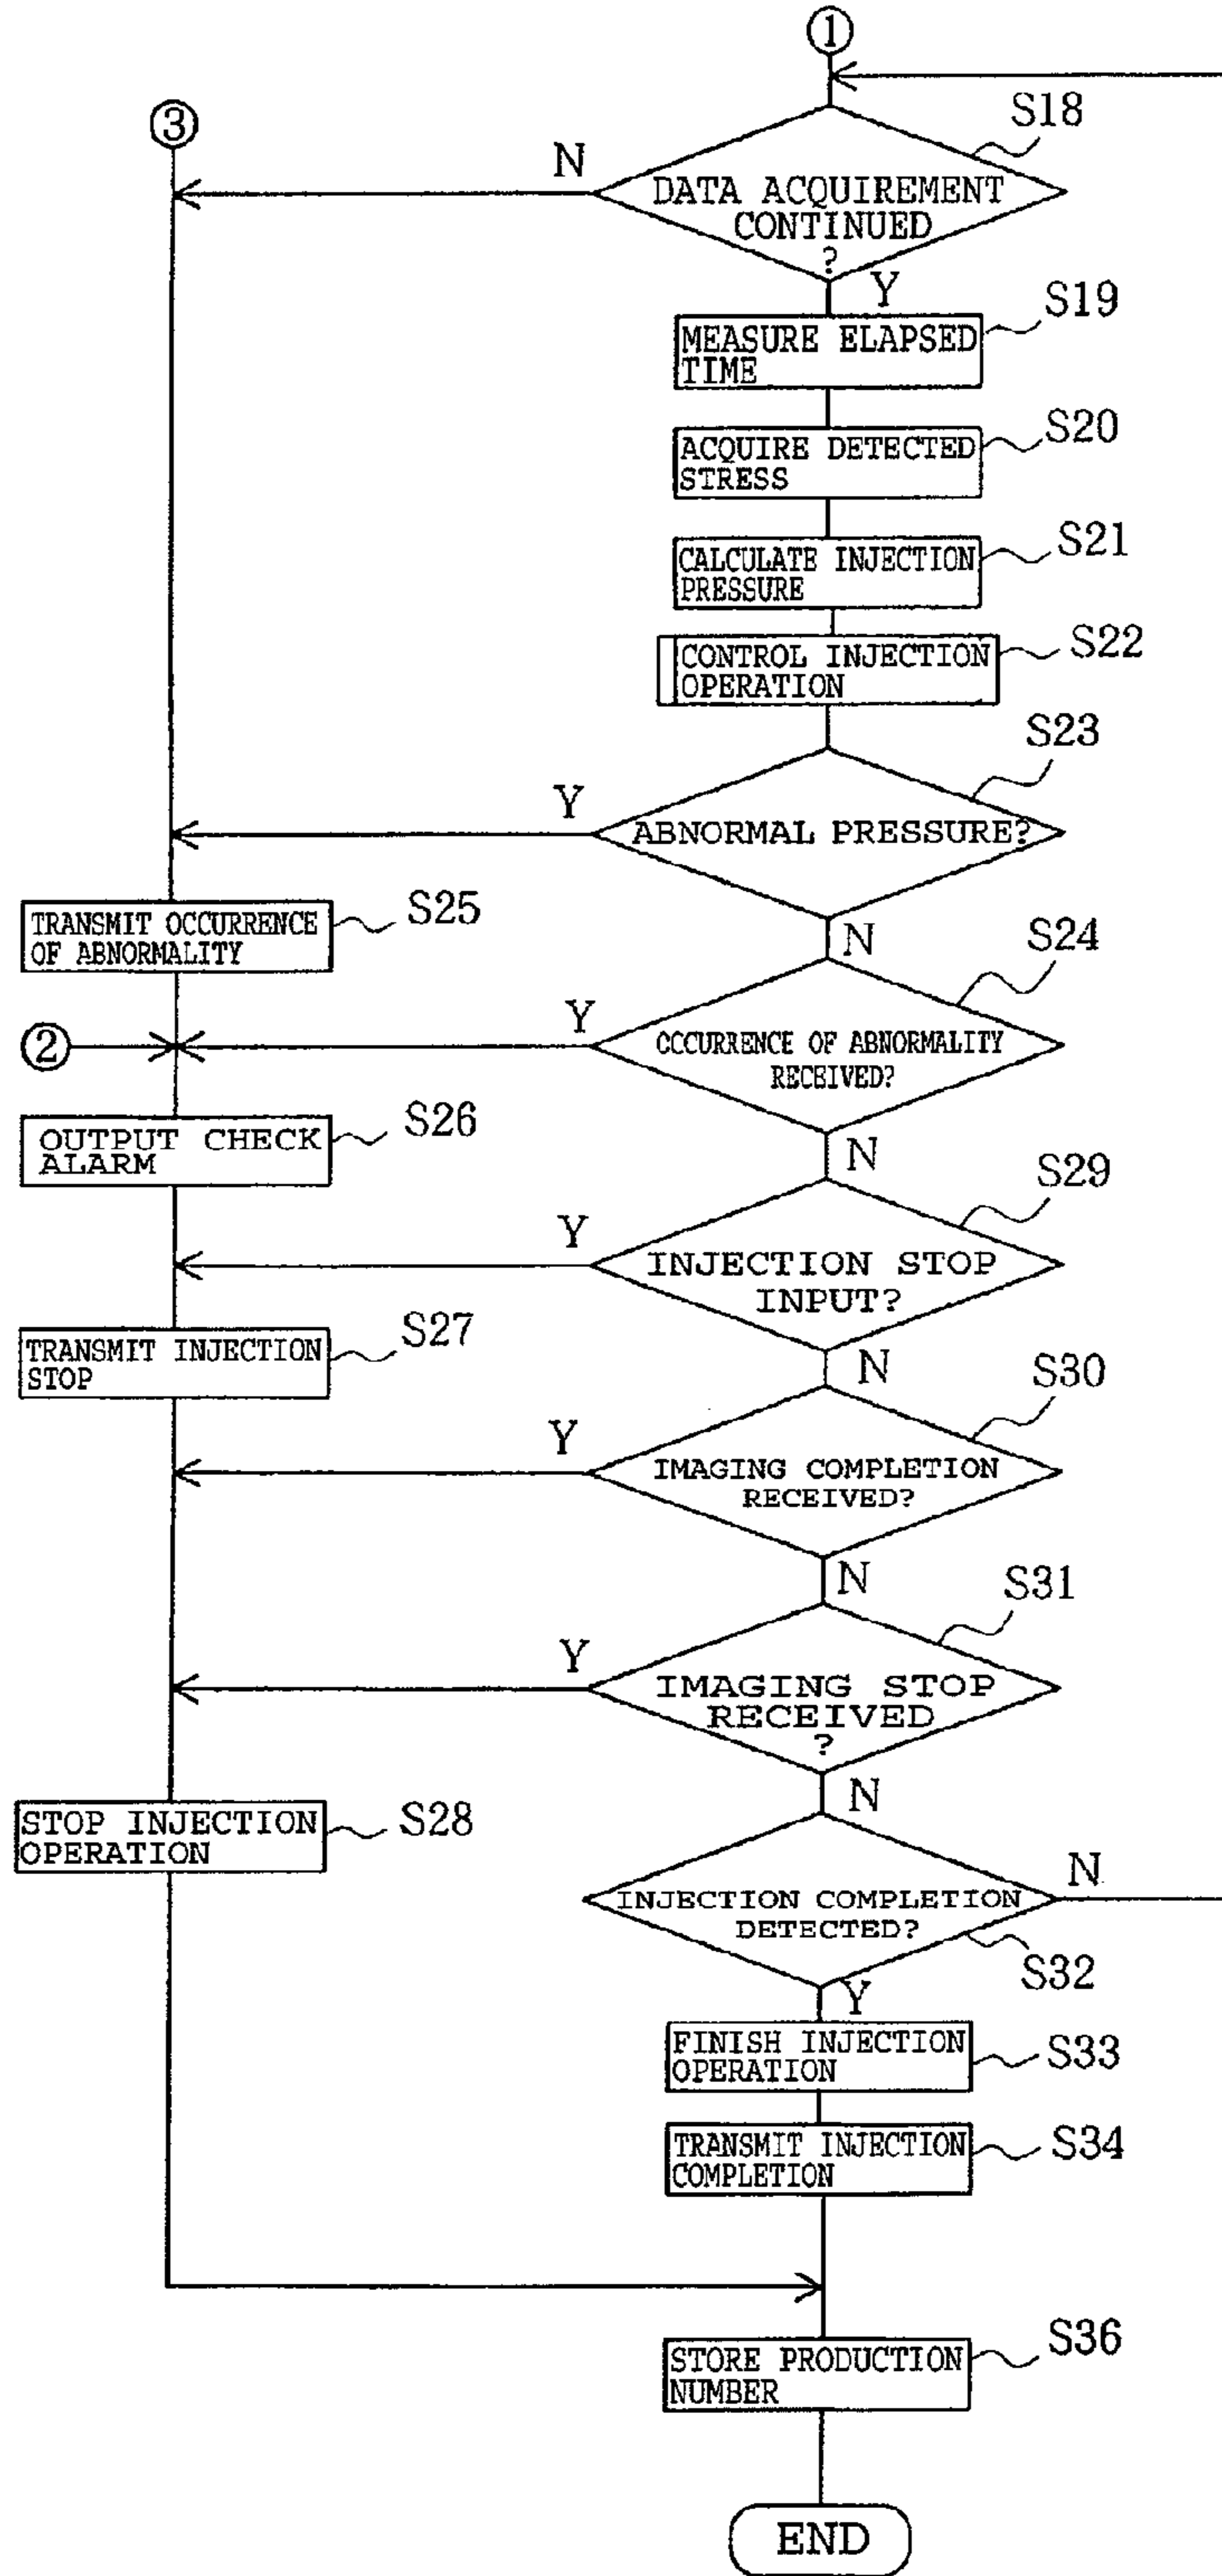 ①
③
S18
N
DATA ACQUIREMENT
CONTINUED
?
Y
S19
MEASURE ELAPSED
TIME
S20
ACQUIRE DETECTED
STRESS
S21
CALCULATE INJECTION
PRESSURE
S22
CONTROL INJECTION
OPERATION
S23
Y
ABNORMAL PRESSURE?
S25
TRANSMIT OCCURRENCE
OF ABNORMALITY
N
S24
②
Y
OCCURRENCE OF ABNORMALITY
RECEIVED?
S26
OUTPUT CHECK
ALARM
N
S29
Y
INJECTION STOP
INPUT?
S27
TRANSMIT INJECTION
STOP
N
S30
Y
IMAGING COMPLETION
RECEIVED?
N
S31
Y
IMAGING STOP
RECEIVED
?
N
S28
STOP INJECTION
OPERATION
N
INJECTION COMPLETION
DETECTED?
S32
Y
FINISH INJECTION
OPERATION
S33
TRANSMIT INJECTION
COMPLETION
S34
S36
STORE PRODUCTION
NUMBER
END